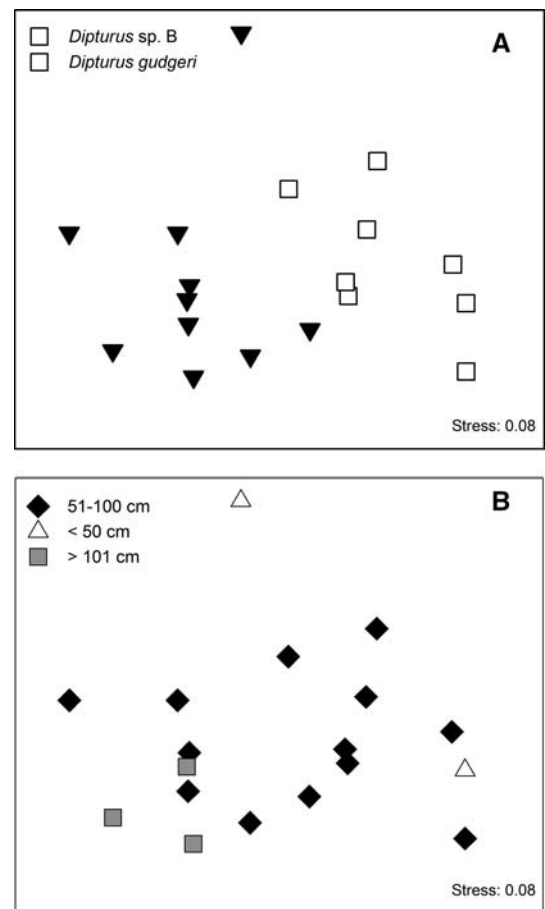 Dipturus sp. B
A
Dipturus gudgeri
Stress: 0.08
51-100 cm
B
< 50 cm
> 101 cm
Stress: 0.08